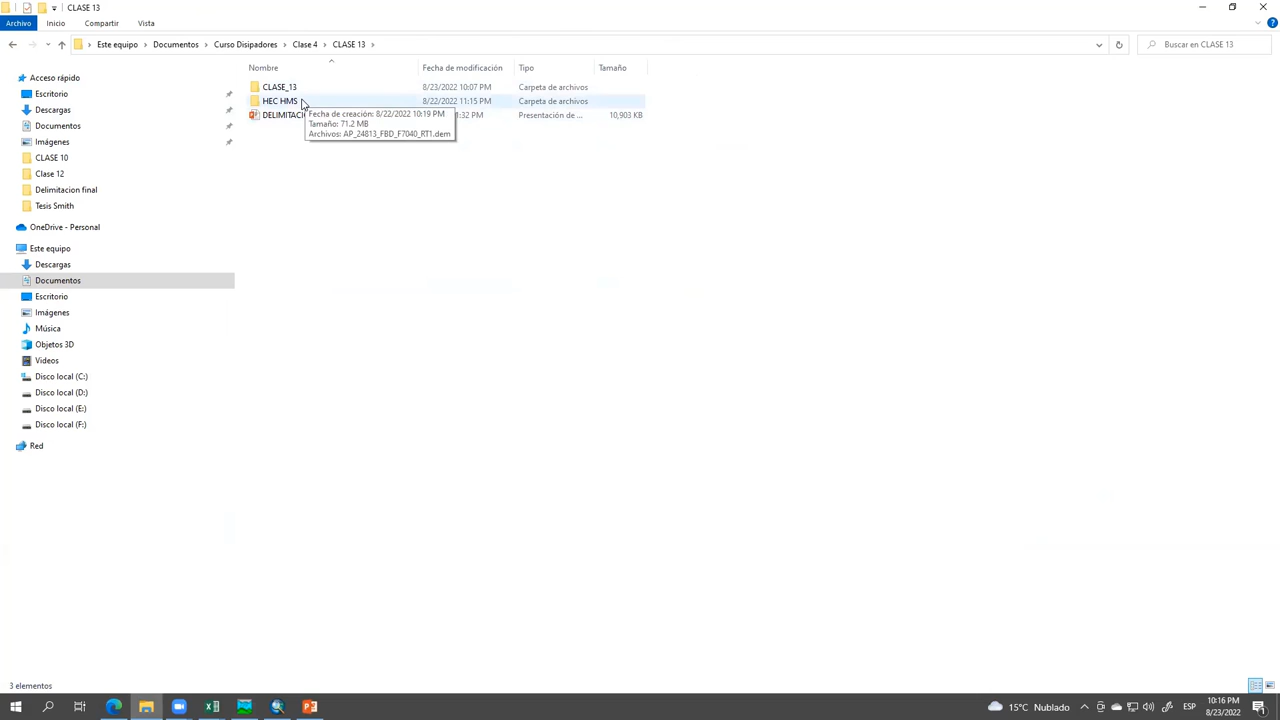 CLASE 13
Archivo Inicio Compartir Vista
Este equipo Documentos Curso Disipadores Clase 4 CLASE 13
Buscar en CLASE 13
Nombre Fecha de modificación Tipo Tamaño
CLASE_13 8/23/2022 10:07 PM Carpeta de archivos
HEC HMS 8/22/2022 11:15 PM Carpeta de archivos
:32 PM Presentación de ... 10,903 KB
Fecha de creación: 8/22/2022 10:19 PM
Tamaño: 71.2 MB
Archivos: AP_24813_FBD_F7040_RT1.dem
Acceso rápido
Escritorio
Descargas
Documentos
Imágenes
CLASE 10
Clase 12
Delimitacion final
Tesis Smith
OneDrive - Personal
Este equipo
Descargas
Documentos
Escritorio
Imágenes
Música
Objetos 3D
Videos
Disco local (C:)
Disco local (D:)
Disco local (E:)
Disco local (F:)
Red
3 elementos
15°C Nublado
ESP
10:16 PM
8/23/2022